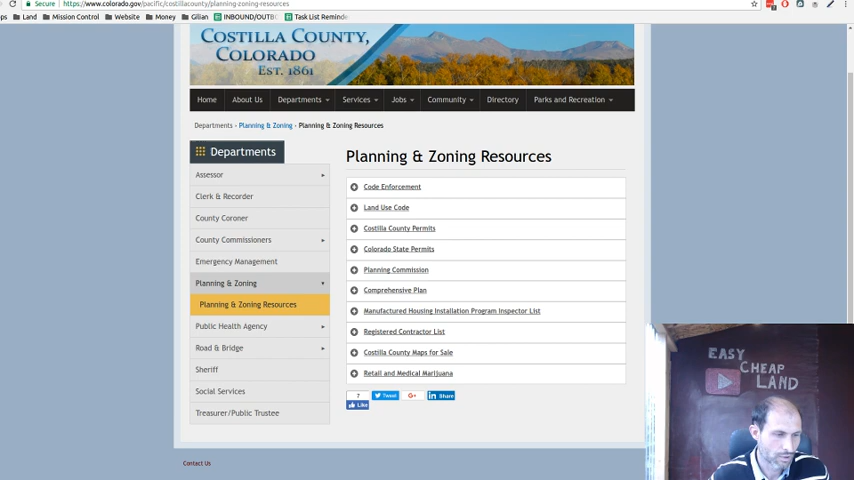 Secure https://www.colorado.gov/pacific/costillacounty/planning-zoning-resources
Land Mission Control Website Money Gilian INBOUND/OUTBO Task List Reminde
COSTILLA COUNTY,
COLORADO
EST. 1861
Home About Us Departments Services Jobs Community Directory Parks and Recreation
Departments › Planning & Zoning › Planning & Zoning Resources
Departments
Assessor
Clerk & Recorder
County Coroner
County Commissioners
Emergency Management
Planning & Zoning
Planning & Zoning Resources
Public Health Agency
Road & Bridge
Sheriff
Social Services
Treasurer/Public Trustee
Planning & Zoning Resources
Code Enforcement
Land Use Code
Costilla County Permits
Colorado State Permits
Planning Commission
Comprehensive Plan
Manufactured Housing Installation Program Inspector List
Registered Contractor List
Costilla County Maps for Sale
Retail and Medical Marijuana
7
Like
Tweet
G+
in Share
Contact Us
EASY
CHEAP
LAND